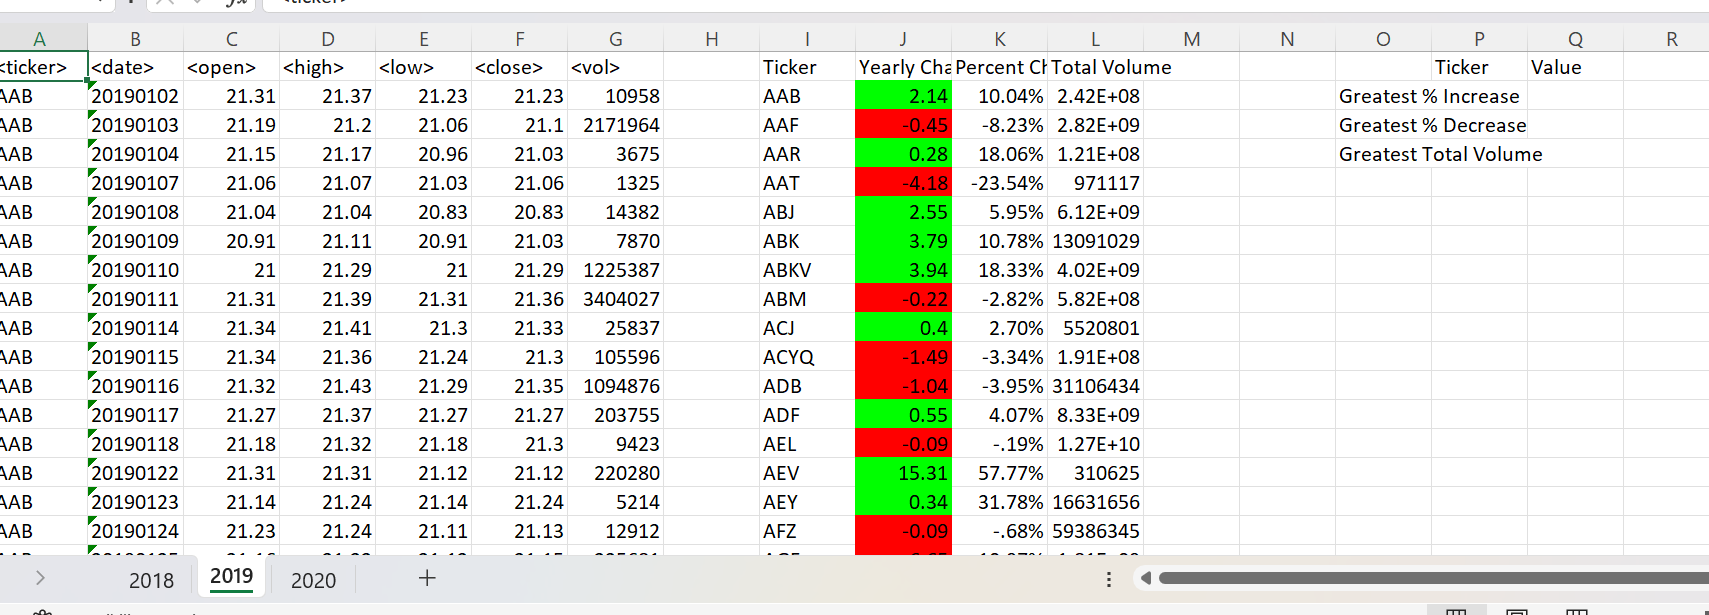 A B C D E F G H I J K L M N O P Q R
<ticker> <date> <open> <high> <low> <close> <vol> Ticker Yearly Cha Percent Ch Total Volume Ticker Value
AAB 20190102 21.31 21.37 21.23 21.23 10958 AAB 2.14 10.04% 2.42E+08 Greatest % Increase
AAB 20190103 21.19 21.2 21.06 21.1 2171964 AAF -0.45 -8.23% 2.82E+09 Greatest % Decrease
AAB 20190104 21.15 21.17 20.96 21.03 3675 AAR 0.28 18.06% 1.21E+08 Greatest Total Volume
AAB 20190107 21.06 21.07 21.03 21.06 1325 AAT -4.18 -23.54% 971117
AAB 20190108 21.04 21.04 20.83 20.83 14382 ABJ 2.55 5.95% 6.12E+09
AAB 20190109 20.91 21.11 20.91 21.03 7870 ABK 3.79 10.78% 13091029
AAB 20190110 21 21.29 21 21.29 1225387 ABKV 3.94 18.33% 4.02E+09
AAB 20190111 21.31 21.39 21.31 21.36 3404027 ABM -0.22 -2.82% 5.82E+08
AAB 20190114 21.34 21.41 21.3 21.33 25837 ACJ 0.4 2.70% 5520801
AAB 20190115 21.34 21.36 21.24 21.3 105596 ACYQ -1.49 -3.34% 1.91E+08
AAB 20190116 21.32 21.43 21.29 21.35 1094876 ADB -1.04 -3.95% 31106434
AAB 20190117 21.27 21.37 21.27 21.27 203755 ADF 0.55 4.07% 8.33E+09
AAB 20190118 21.18 21.32 21.18 21.3 9423 AEL -0.09 -.19% 1.27E+10
AAB 20190122 21.31 21.31 21.12 21.12 220280 AEV 15.31 57.77% 310625
AAB 20190123 21.14 21.24 21.14 21.24 5214 AEY 0.34 31.78% 16631656
AAB 20190124 21.23 21.24 21.11 21.13 12912 AFZ -0.09 -.68% 59386345
2018 2019 2020